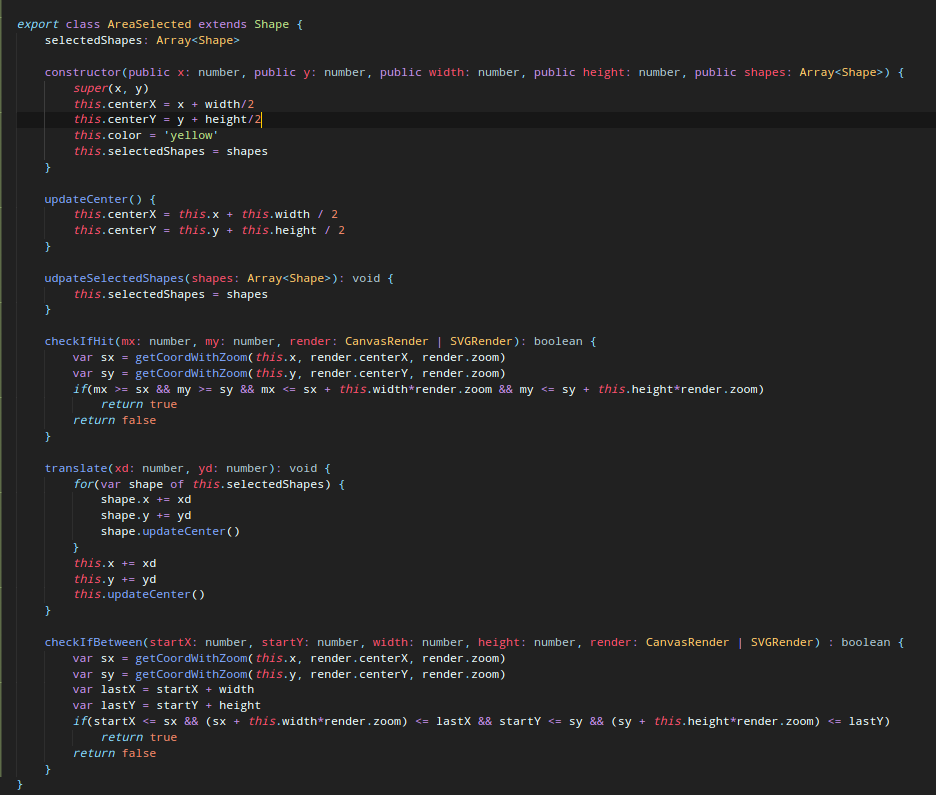 export class AreaSelected extends Shape {
selectedShapes: Array<Shape>
constructor(public x: number, public y: number, public width: number, public height: number, public shapes: Array<Shape>) {
super(x, y)
this.centerX = x + width/2
this.centerY = y + height/2
this.color = 'yellow'
this.selectedShapes = shapes
}
updateCenter() {
this.centerX = this.x + this.width / 2
this.centerY = this.y + this.height / 2
}
udpateSelectedShapes(shapes: Array<Shape>): void {
this.selectedShapes = shapes
}
checkIfHit(mx: number, my: number, render: CanvasRender | SVGRender): boolean {
var sx = getCoordWithZoom(this.x, render.centerX, render.zoom)
var sy = getCoordWithZoom(this.y, render.centerY, render.zoom)
if(mx >= sx && my >= sy && mx <= sx + this.width*render.zoom && my <= sy + this.height*render.zoom)
return true
return false
}
translate(xd: number, yd: number): void {
for(var shape of this.selectedShapes) {
shape.x += xd
shape.y += yd
shape.updateCenter()
}
this.x += xd
this.y += yd
this.updateCenter()
}
checkIfBetween(startX: number, startY: number, width: number, height: number, render: CanvasRender | SVGRender) : boolean {
var sx = getCoordWithZoom(this.x, render.centerX, render.zoom)
var sy = getCoordWithZoom(this.y, render.centerY, render.zoom)
var lastX = startX + width
var lastY = startY + height
if(startX <= sx && (sx + this.width*render.zoom) <= lastX && startY <= sy && (sy + this.height*render.zoom) <= lastY)
return true
return false
}
}